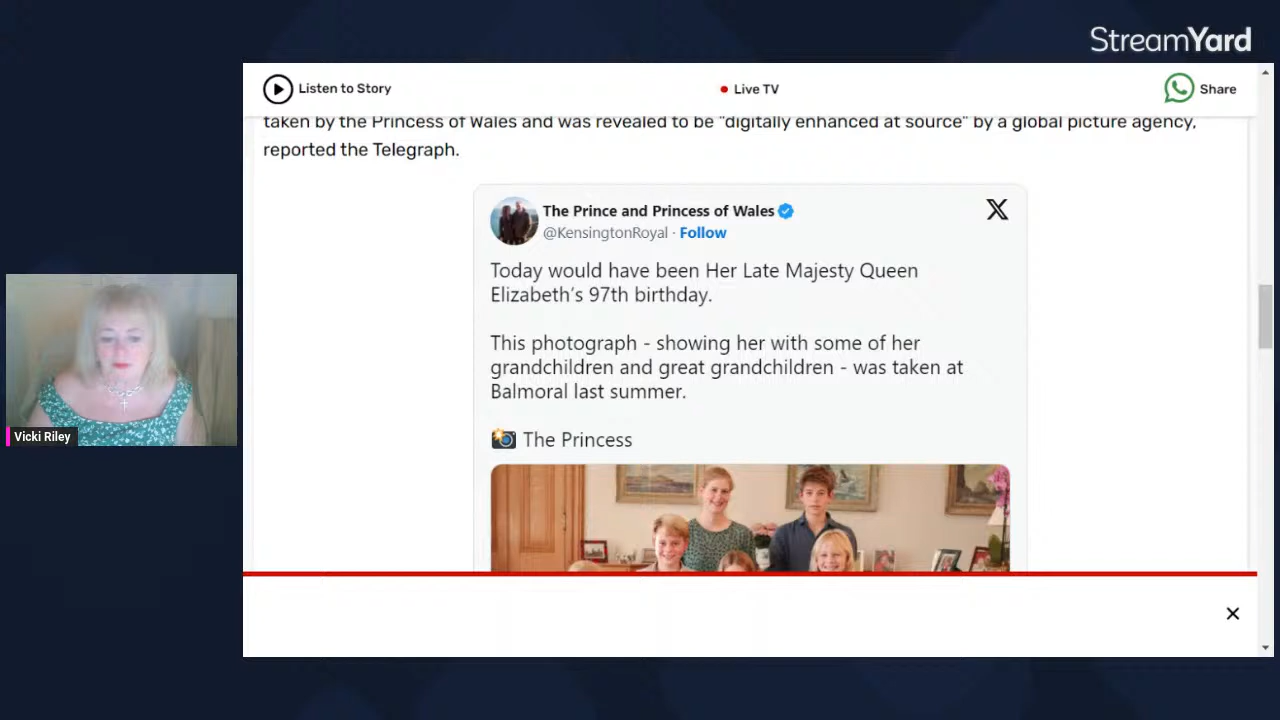 StreamYard
Listen to Story
Live TV
Share
taken by the Princess of Wales and was revealed to be "digitally enhanced at source" by a global picture agency,
reported the Telegraph.
The Prince and Princess of Wales
@KensingtonRoyal · Follow
Today would have been Her Late Majesty Queen
Elizabeth’s 97th birthday.
This photograph - showing her with some of her
grandchildren and great grandchildren - was taken at
Balmoral last summer.
The Princess
Vicki Riley